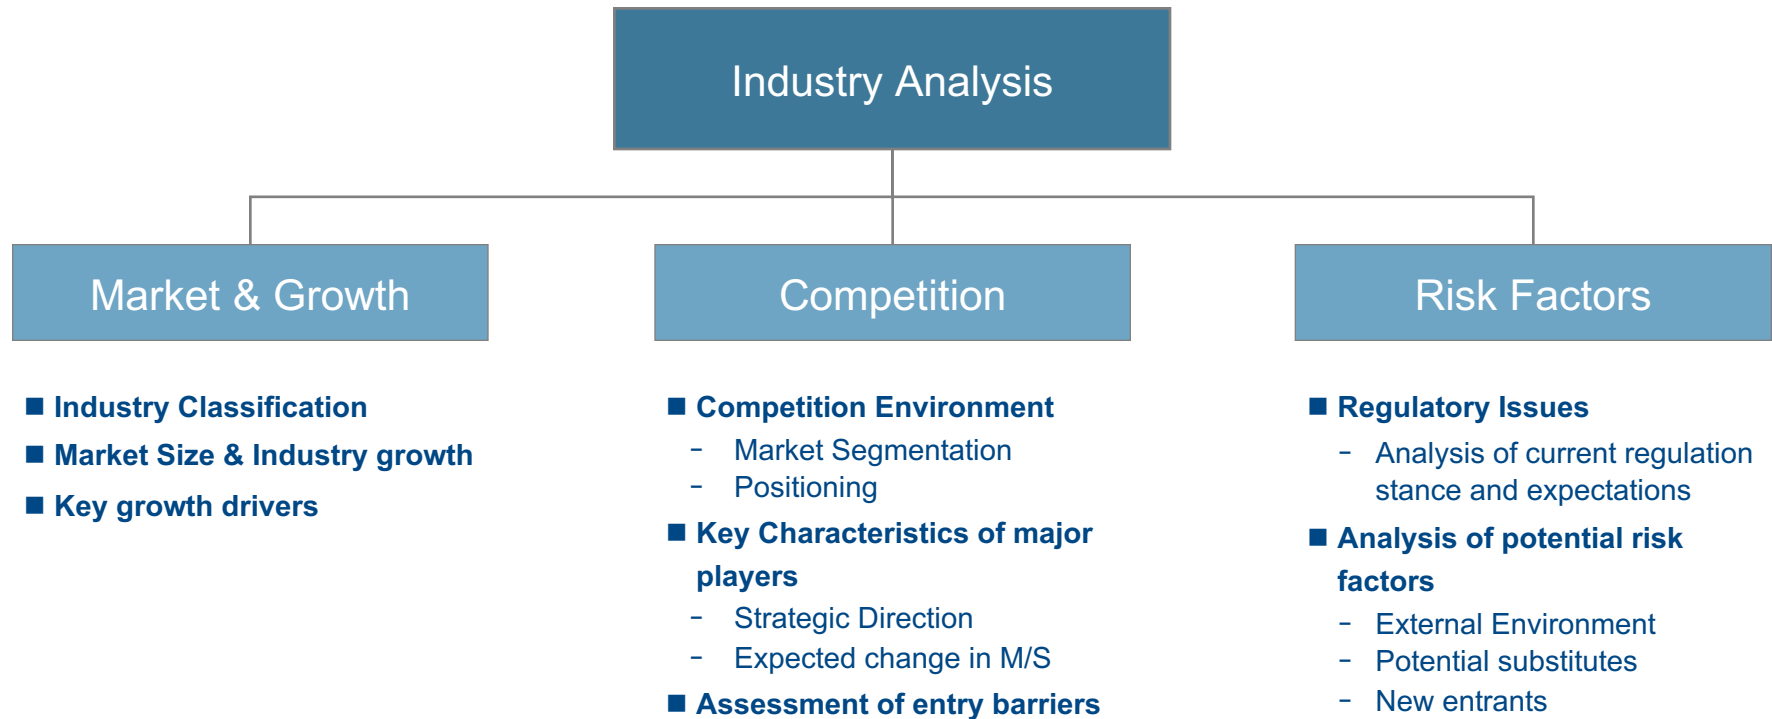 Industry Analysis
Market & Growth
■ Industry Classification
■ Market Size & Industry growth
■ Key growth drivers
Competition
■ Competition Environment
– Market Segmentation
– Positioning
■ Key Characteristics of major
players
– Strategic Direction
– Expected change in M/S
■ Assessment of entry barriers
Risk Factors
■ Regulatory Issues
– Analysis of current regulation
stance and expectations
■ Analysis of potential risk
factors
– External Environment
– Potential substitutes
– New entrants